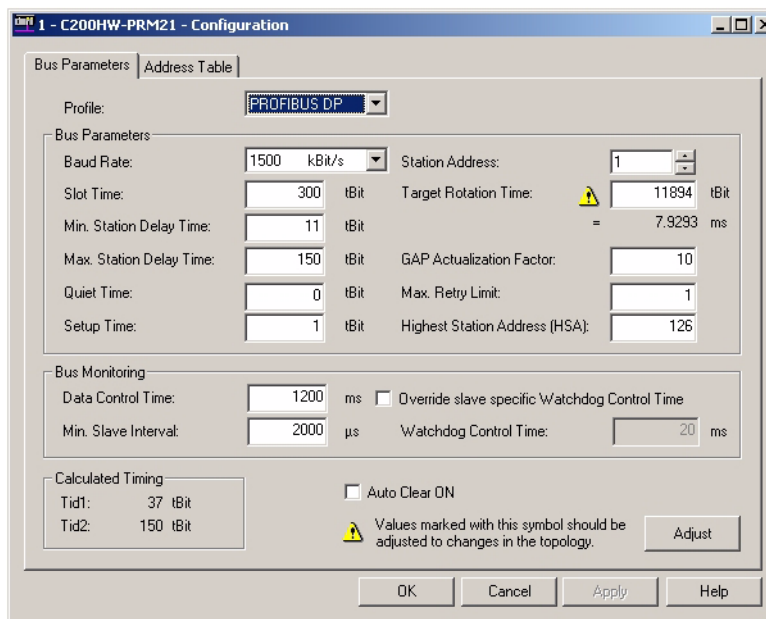 1 - C200HW-PRM21 - Configuration
Bus Parameters Address Table
Profile: PROFIBUS DP
Bus Parameters
Baud Rate: 1500 kBit/s Station Address: 1
Slot Time: 300 tBit Target Rotation Time: 11894 tBit
Min. Station Delay Time: 11 tBit = 7.9293 ms
Max. Station Delay Time: 150 tBit GAP Actualization Factor: 10
Quiet Time: 0 tBit Max. Retry Limit: 1
Setup Time: 1 tBit Highest Station Address (HSA): 126
Bus Monitoring
Data Control Time: 1200 ms Override slave specific Watchdog Control Time
Min. Slave Interval: 2000 µs Watchdog Control Time: 20 ms
Calculated Timing
Tid1: 37 tBit
Tid2: 150 tBit
Auto Clear ON
Values marked with this symbol should be
adjusted to changes in the topology.
Adjust
OK Cancel Apply Help